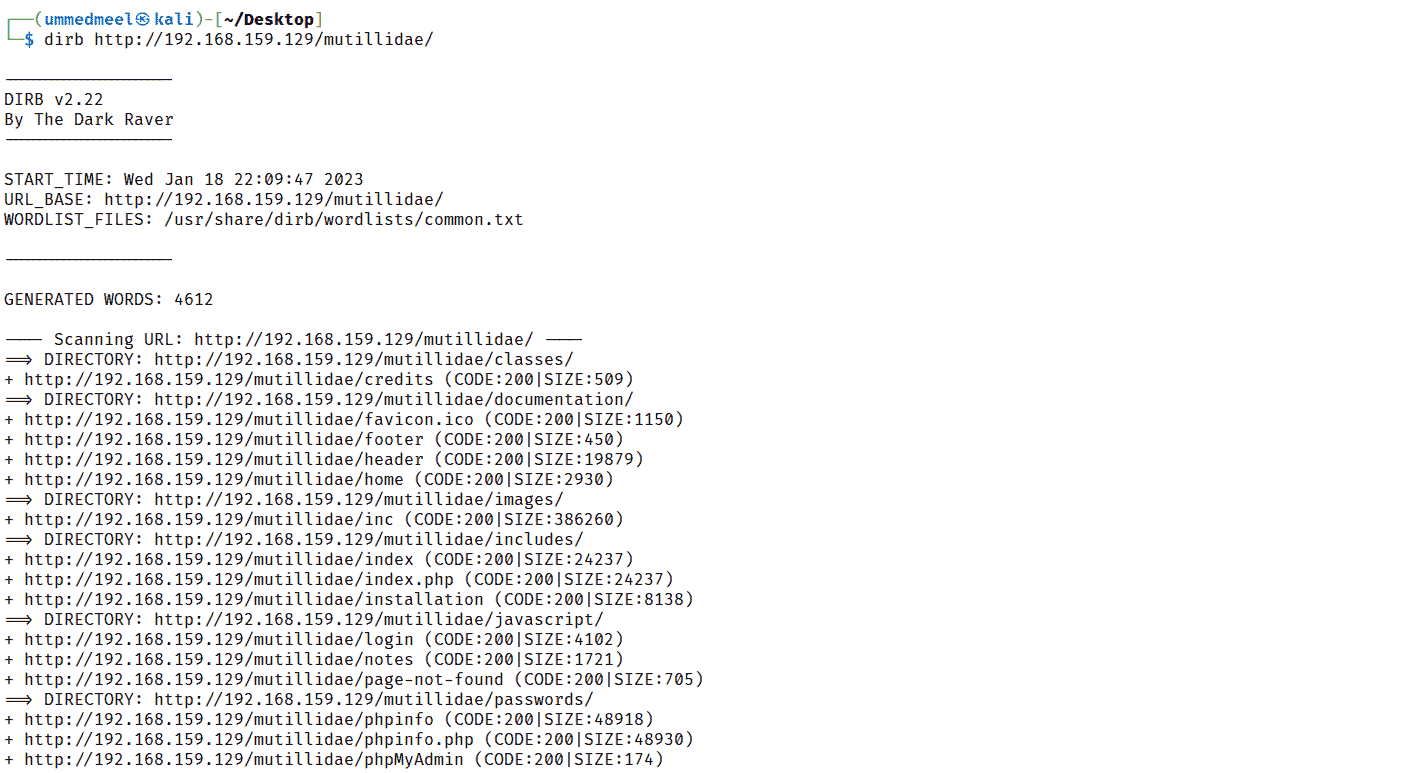 ┌──(ummedmeel㉿kali)-[~/Desktop]
└─$ dirb http://192.168.159.129/mutillidae/
-----------------
DIRB v2.22
By The Dark Raver
-----------------
START_TIME: Wed Jan 18 22:09:47 2023
URL_BASE: http://192.168.159.129/mutillidae/
WORDLIST_FILES: /usr/share/dirb/wordlists/common.txt
-----------------
GENERATED WORDS: 4612
---- Scanning URL: http://192.168.159.129/mutillidae/ ----
==> DIRECTORY: http://192.168.159.129/mutillidae/classes/
+ http://192.168.159.129/mutillidae/credits (CODE:200|SIZE:509)
==> DIRECTORY: http://192.168.159.129/mutillidae/documentation/
+ http://192.168.159.129/mutillidae/favicon.ico (CODE:200|SIZE:1150)
+ http://192.168.159.129/mutillidae/footer (CODE:200|SIZE:450)
+ http://192.168.159.129/mutillidae/header (CODE:200|SIZE:19879)
+ http://192.168.159.129/mutillidae/home (CODE:200|SIZE:2930)
==> DIRECTORY: http://192.168.159.129/mutillidae/images/
+ http://192.168.159.129/mutillidae/inc (CODE:200|SIZE:386260)
==> DIRECTORY: http://192.168.159.129/mutillidae/includes/
+ http://192.168.159.129/mutillidae/index (CODE:200|SIZE:24237)
+ http://192.168.159.129/mutillidae/index.php (CODE:200|SIZE:24237)
+ http://192.168.159.129/mutillidae/installation (CODE:200|SIZE:8138)
==> DIRECTORY: http://192.168.159.129/mutillidae/javascript/
+ http://192.168.159.129/mutillidae/login (CODE:200|SIZE:4102)
+ http://192.168.159.129/mutillidae/notes (CODE:200|SIZE:1721)
+ http://192.168.159.129/mutillidae/page-not-found (CODE:200|SIZE:705)
==> DIRECTORY: http://192.168.159.129/mutillidae/passwords/
+ http://192.168.159.129/mutillidae/phpinfo (CODE:200|SIZE:48918)
+ http://192.168.159.129/mutillidae/phpinfo.php (CODE:200|SIZE:48930)
+ http://192.168.159.129/mutillidae/phpMyAdmin (CODE:200|SIZE:174)